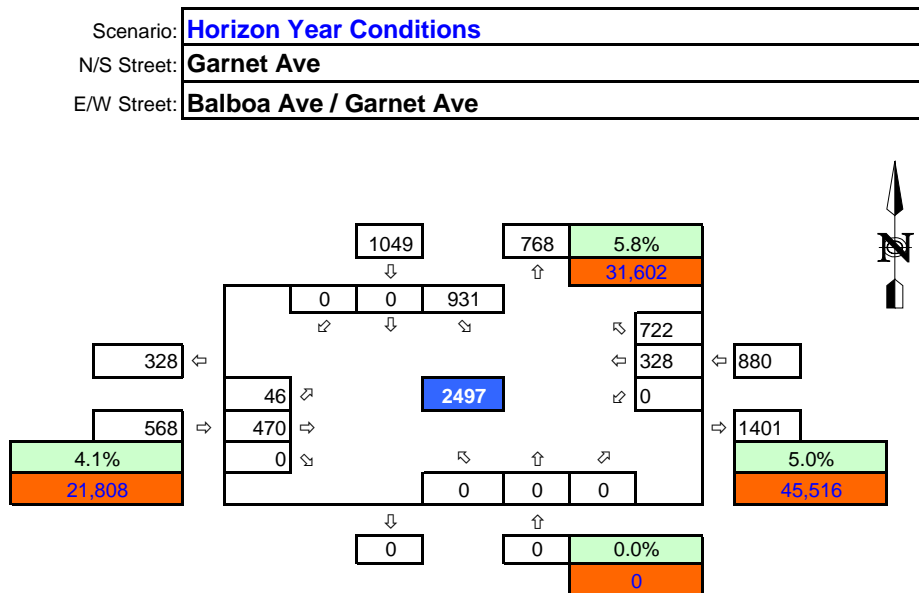 Scenario: Horizon Year Conditions
N/S Street: Garnet Ave
E/W Street: Balboa Ave / Garnet Ave
N
1049 768 5.8%
⇩ ⇧ 31,602
0 0 931
⬃ ⇩ ⬂ ⬁ 722
328 ⇦ ⇦ 328 ⇦ 880
46 ⬀ 2497 ⬃ 0
568 ⇨ 470 ⇨ ⇨ 1401
4.1% 0 ⬂ ⬁ ⇧ ⬀ 5.0%
21,808 0 0 0 45,516
⇩ ⇧
0 0 0.0%
0